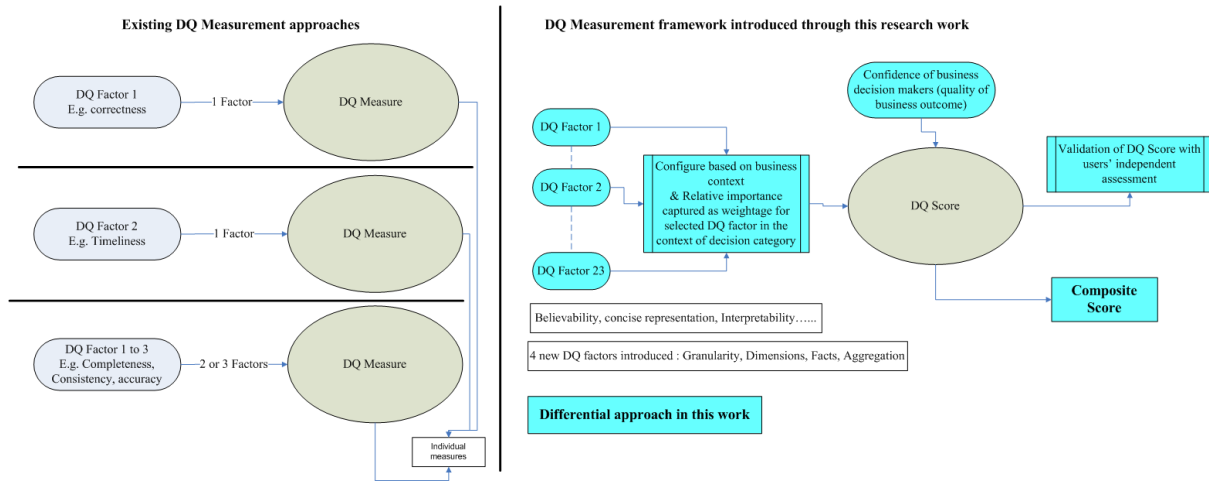 Existing DQ Measurement approaches
DQ Factor 1
E.g. correctness
1 Factor
DQ Measure
DQ Factor 2
E.g. Timeliness
1 Factor
DQ Measure
DQ Factor 1 to 3
E.g. Completeness,
Consistency, accuracy
2 or 3 Factors
DQ Measure
Individual
measures
DQ Measurement framework introduced through this research work
Confidence of business
decision makers (quality of
business outcome)
DQ Factor 1
DQ Factor 2
DQ Factor 23
Configure based on business
context
& Relative importance
captured as weightage for
selected DQ factor in the
context of decision category
DQ Score
Validation of DQ Score with
users’ independent
assessment
Composite
Score
Believability, concise representation, Interpretability…...
4 new DQ factors introduced : Granularity, Dimensions, Facts, Aggregation
Differential approach in this work